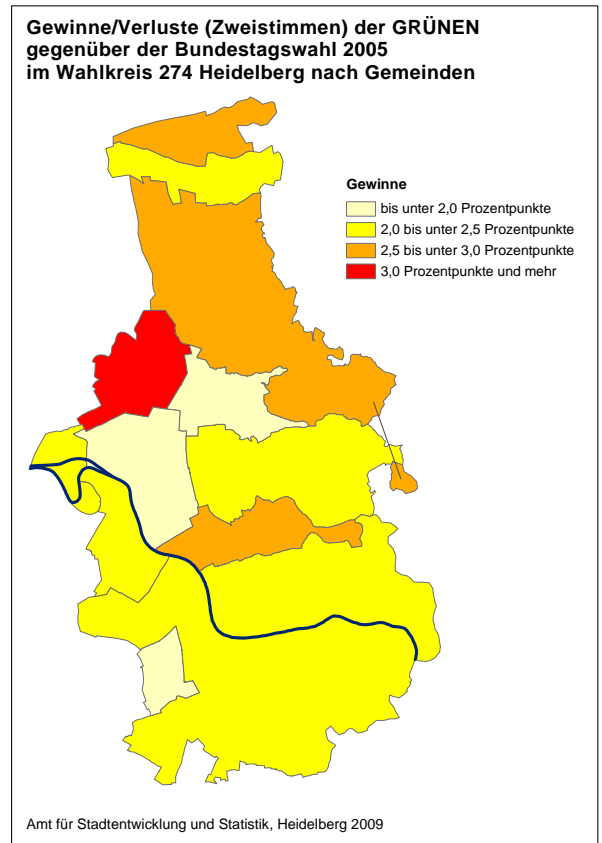 Gewinne/Verluste (Zweistimmen) der GRÜNEN
gegenüber der Bundestagswahl 2005
im Wahlkreis 274 Heidelberg nach Gemeinden
Gewinne
bis unter 2,0 Prozentpunkte
2,0 bis unter 2,5 Prozentpunkte
2,5 bis unter 3,0 Prozentpunkte
3,0 Prozentpunkte und mehr
Amt für Stadtentwicklung und Statistik, Heidelberg 2009